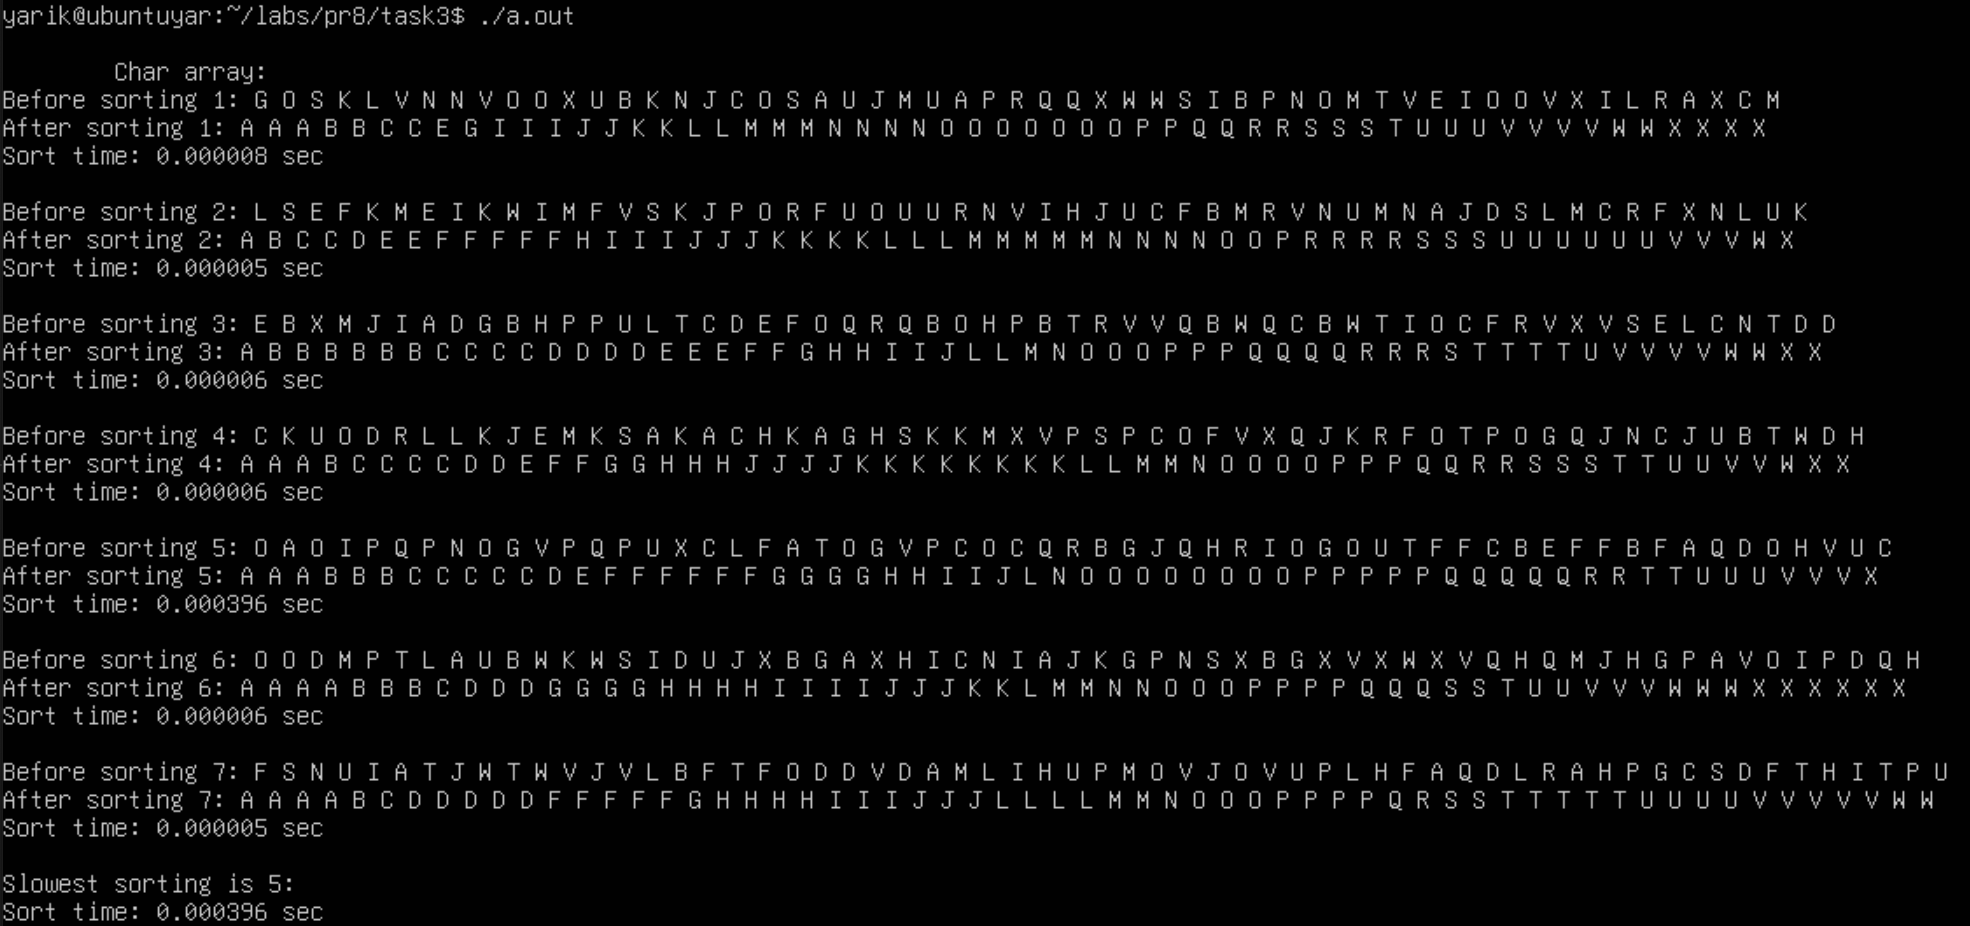 yarik@ubuntuyar:~/labs/pr8/task3$ ./a.out
Char array:
Before sorting 1: G O S K L V N N V O O X U B K N J C O S A U J M U A P R Q Q X W W S I B P N O M T V E I O O V X I L R A X C M
After sorting 1: A A A B B C C E G I I I J J K K L L M M M N N N N O O O O O O O P P Q Q R R S S S T U U U V V V V W W X X X X
Sort time: 0.000008 sec
Before sorting 2: L S E F K M E I K W I M F V S K J P O R F U O U U R N V I H J U C F B M R V N U M N A J D S L M C R F X N L U K
After sorting 2: A B C C D E E F F F F F H I I I J J J K K K K L L L M M M M M N N N N O O P R R R R S S S U U U U U U V V V W X
Sort time: 0.000005 sec
Before sorting 3: E B X M J I A D G B H P P U L T C D E F O Q R Q B O H P B T R V V Q B W Q C B W T I O C F R V X V S E L C N T D D
After sorting 3: A B B B B B B C C C C D D D D E E E F F G H H I I J L L M N O O O P P P Q Q Q Q R R R S T T T T U V V V V W W X X
Sort time: 0.000006 sec
Before sorting 4: C K U O D R L L K J E M K S A K A C H K A G H S K K M X V P S P C O F V X Q J K R F O T P O G Q J N C J U B T W D H
After sorting 4: A A A B C C C C D D E F F G G H H H J J J J K K K K K K K K L L M M N O O O O P P P Q Q R R S S S T T U U V V W X X
Sort time: 0.000006 sec
Before sorting 5: O A O I P Q P N O G V P Q P U X C L F A T O G V P C O C Q R B G J Q H R I O G O U T F F C B E F F B F A Q D O H V U C
After sorting 5: A A A B B B C C C C C D E F F F F F F G G G G H H I I J L N O O O O O O O O P P P P P Q Q Q Q Q R R T T U U U V V V X
Sort time: 0.000396 sec
Before sorting 6: O O D M P T L A U B W K W S I D U J X B G A X H I C N I A J K G P N S X B G X V X W X V Q H Q M J H G P A V O I P D Q H
After sorting 6: A A A A B B B C D D D G G G G H H H H I I I I J J J K K L M M N N O O O P P P P Q Q Q S S T U U V V V W W W X X X X X X
Sort time: 0.000006 sec
Before sorting 7: F S N U I A T J W T W V J V L B F T F O D D V D A M L I H U P M O V J O V U P L H F A Q D L R A H P G C S D F T H I T P U
After sorting 7: A A A A B C D D D D D F F F F F G H H H H I I I J J J L L L L M M N O O O P P P P Q R S S T T T T T U U U U V V V V V W W
Sort time: 0.000005 sec
Slowest sorting is 5:
Sort time: 0.000396 sec